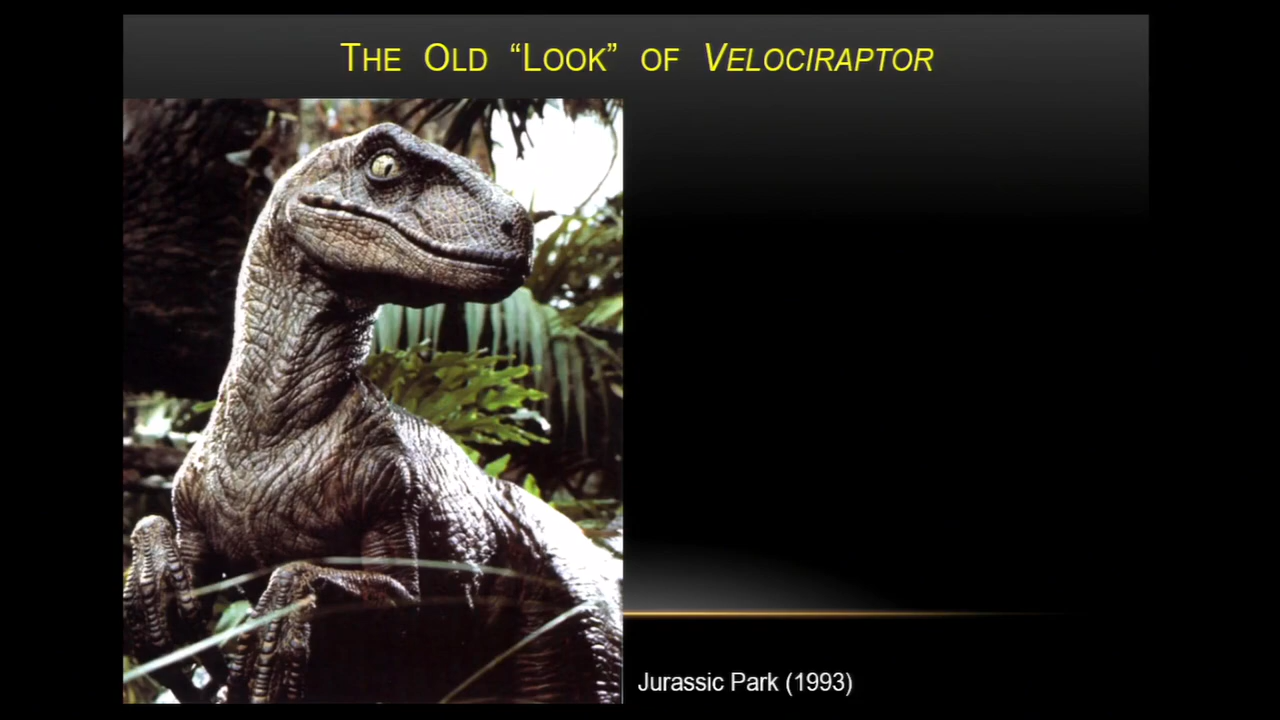 The Old “Look” of Velociraptor
Jurassic Park (1993)